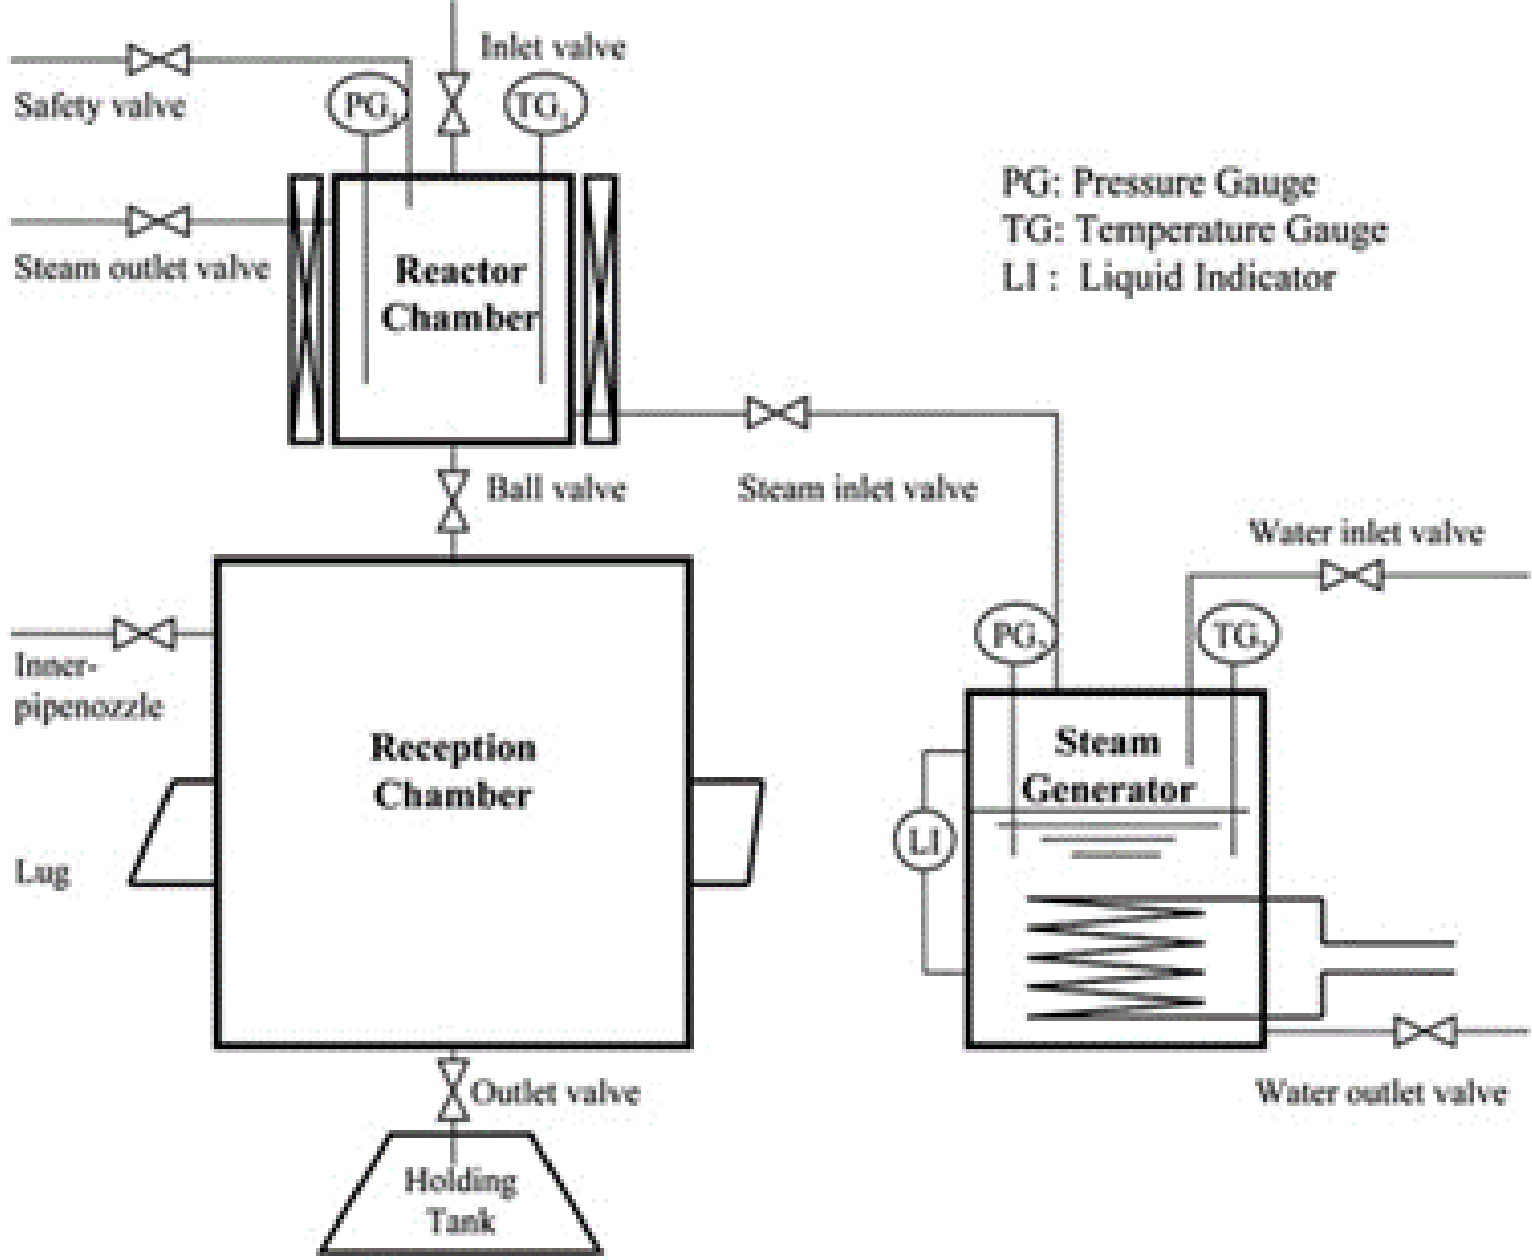 Inlet valve
Safety valve
PG1
TG1
PG: Pressure Gauge
TG: Temperature Gauge
LI : Liquid Indicator
Steam outlet valve
Reactor
Chamber
Ball valve
Steam inlet valve
Water inlet valve
Inner-
pipenozzle
PG2
TG2
Reception
Chamber
Steam
Generator
LI
Lug
Outlet valve
Water outlet valve
Holding
Tank